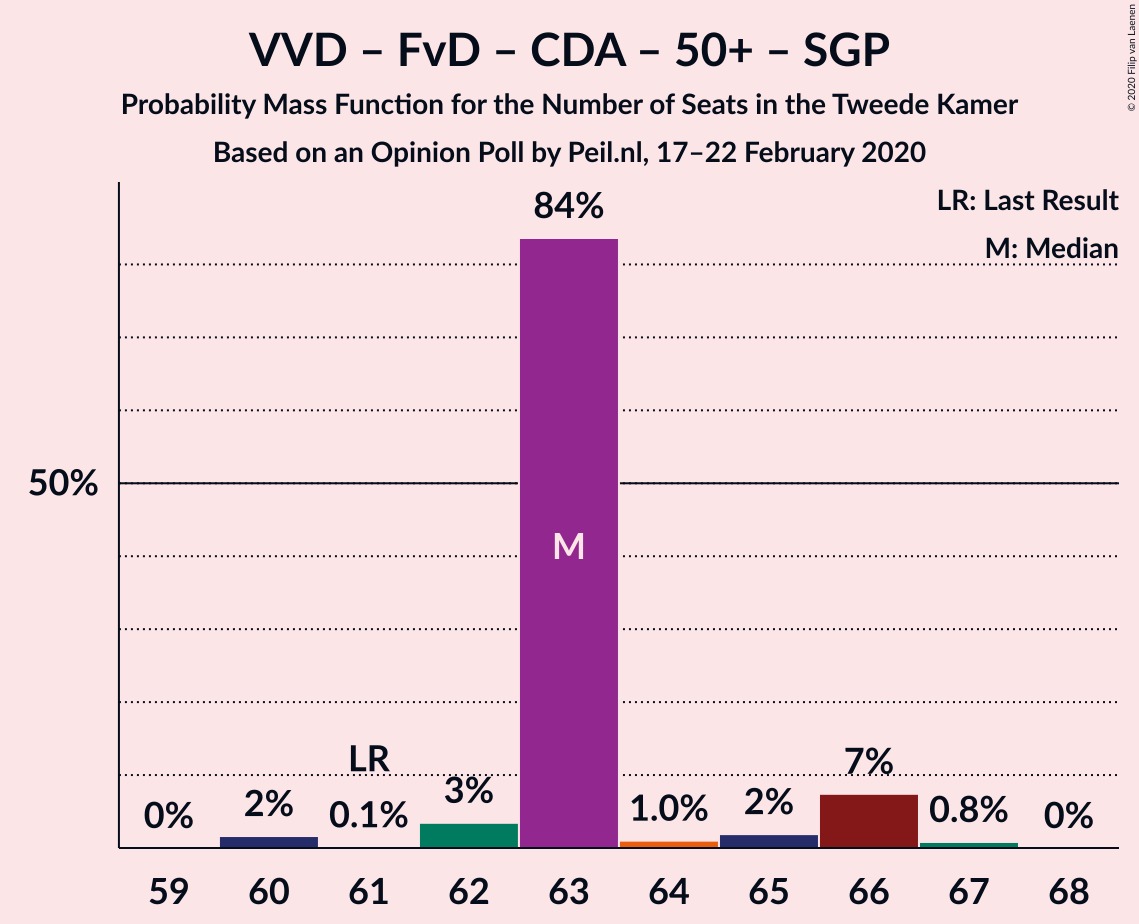 VVD – FvD – CDA – 50+ – SGP
Probability Mass Function for the Number of Seats in the Tweede Kamer
Based on an Opinion Poll by Peil.nl, 17–22 February 2020
© 2020 Filip van Laenen
LR: Last Result
M: Median
84%
50%
M
LR
0% 2% 0.1% 3% 1.0% 2% 7% 0.8% 0%
59 60 61 62 63 64 65 66 67 68